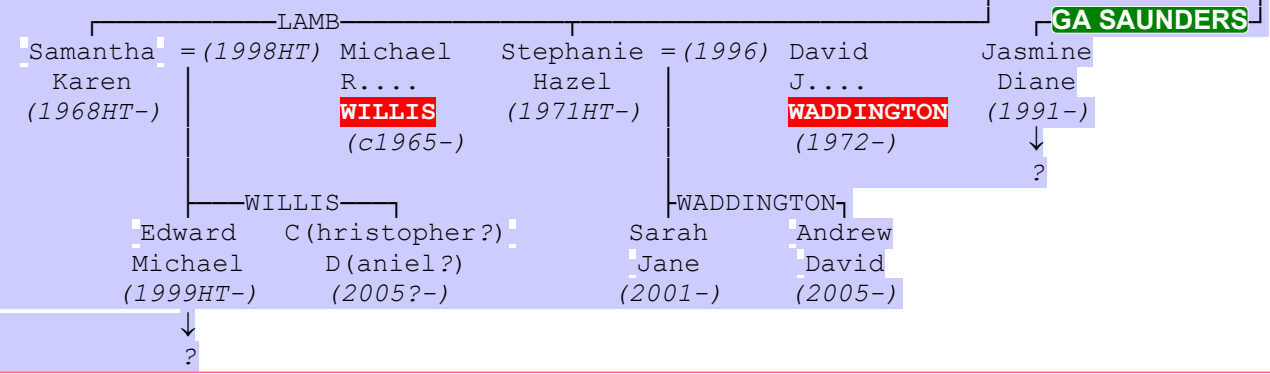 LAMB GA SAUNDERS
Samantha =(1998HT) Michael Stephanie =(1996) David Jasmine
Karen R.... Hazel J.... Diane
(1968HT-) WILLIS (1971HT-) WADDINGTON (1991-)
(c1965-) (1972-) ↓
?
WILLIS WADDINGTON
Edward C(hristopher?) Sarah Andrew
Michael D(aniel?) Jane David
(1999HT-) (2005?-) (2001-) (2005-)
↓
?